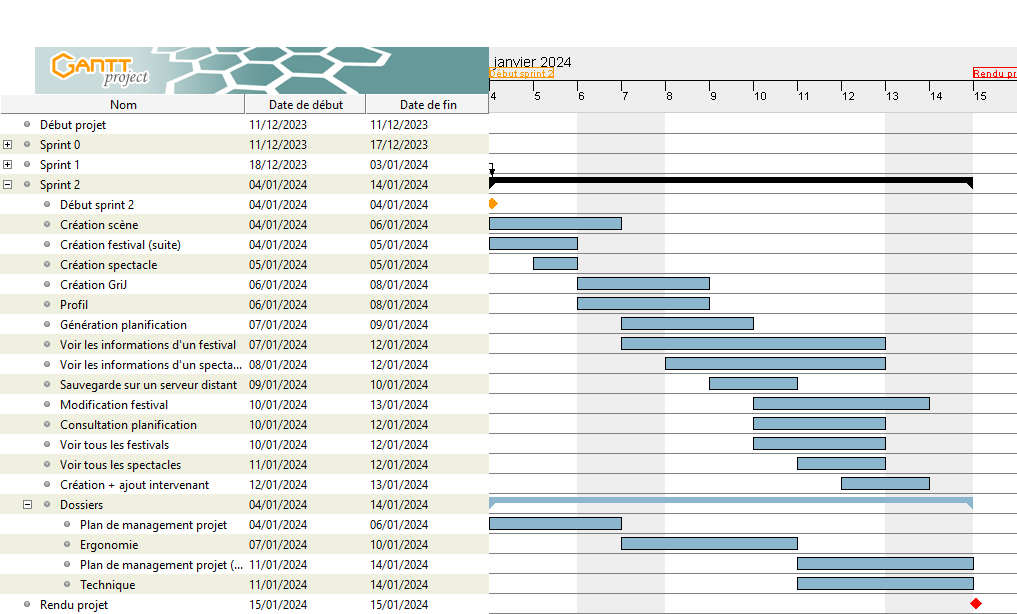 GANTT
project
janvier 2024
Début sprint 2
Rendu pr
Nom Date de début Date de fin
4 5 6 7 8 9 10 11 12 13 14 15
Début projet 11/12/2023 11/12/2023
Sprint 0 11/12/2023 17/12/2023
Sprint 1 18/12/2023 03/01/2024
Sprint 2 04/01/2024 14/01/2024
Début sprint 2 04/01/2024 04/01/2024
Création scène 04/01/2024 06/01/2024
Création festival (suite) 04/01/2024 05/01/2024
Création spectacle 05/01/2024 05/01/2024
Création GriJ 06/01/2024 08/01/2024
Profil 06/01/2024 08/01/2024
Génération planification 07/01/2024 09/01/2024
Voir les informations d'un festival 07/01/2024 12/01/2024
Voir les informations d'un specta... 08/01/2024 12/01/2024
Sauvegarde sur un serveur distant 09/01/2024 10/01/2024
Modification festival 10/01/2024 13/01/2024
Consultation planification 10/01/2024 12/01/2024
Voir tous les festivals 10/01/2024 12/01/2024
Voir tous les spectacles 11/01/2024 12/01/2024
Création + ajout intervenant 12/01/2024 13/01/2024
Dossiers 04/01/2024 14/01/2024
Plan de management projet 04/01/2024 06/01/2024
Ergonomie 07/01/2024 10/01/2024
Plan de management projet (... 11/01/2024 14/01/2024
Technique 11/01/2024 14/01/2024
Rendu projet 15/01/2024 15/01/2024